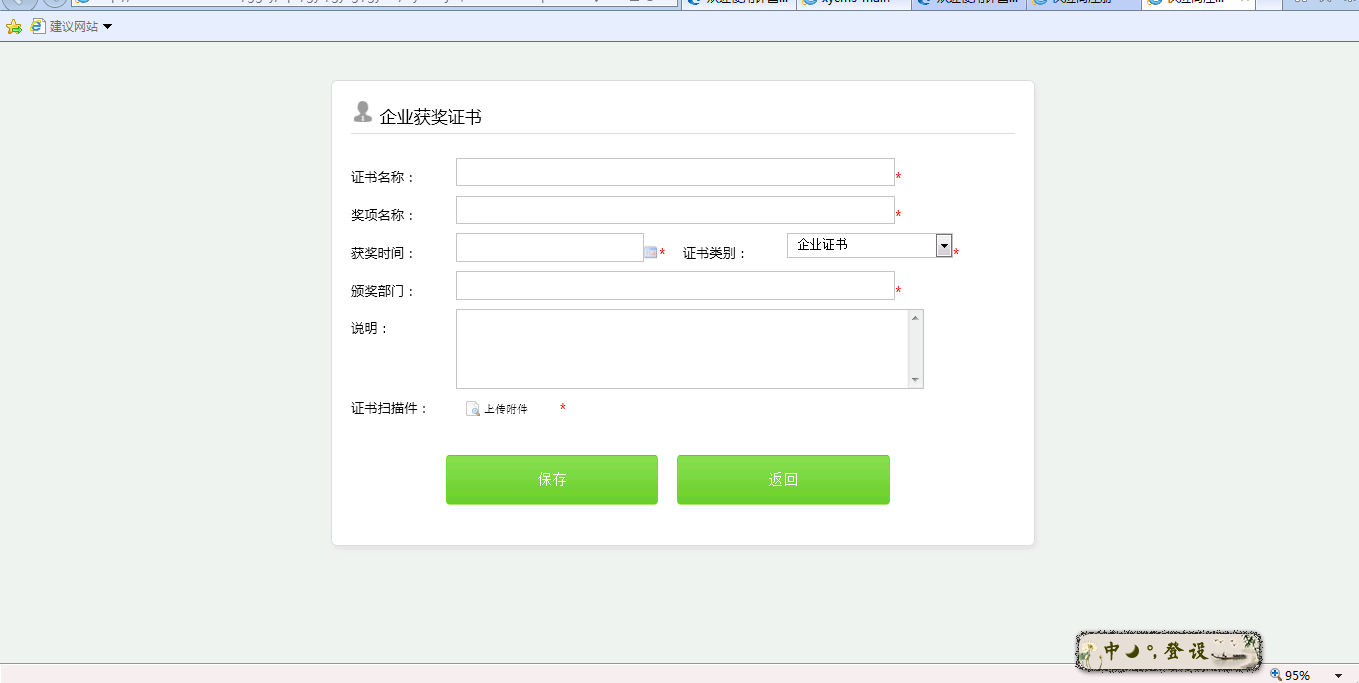 xycms-main
建议网站
企业获奖证书
证书名称：
*
奖项名称：
*
获奖时间：
*
证书类别：
企业证书
*
颁奖部门：
*
说明：
证书扫描件：
上传附件
*
保存
返回
中 °, 登 设
95%